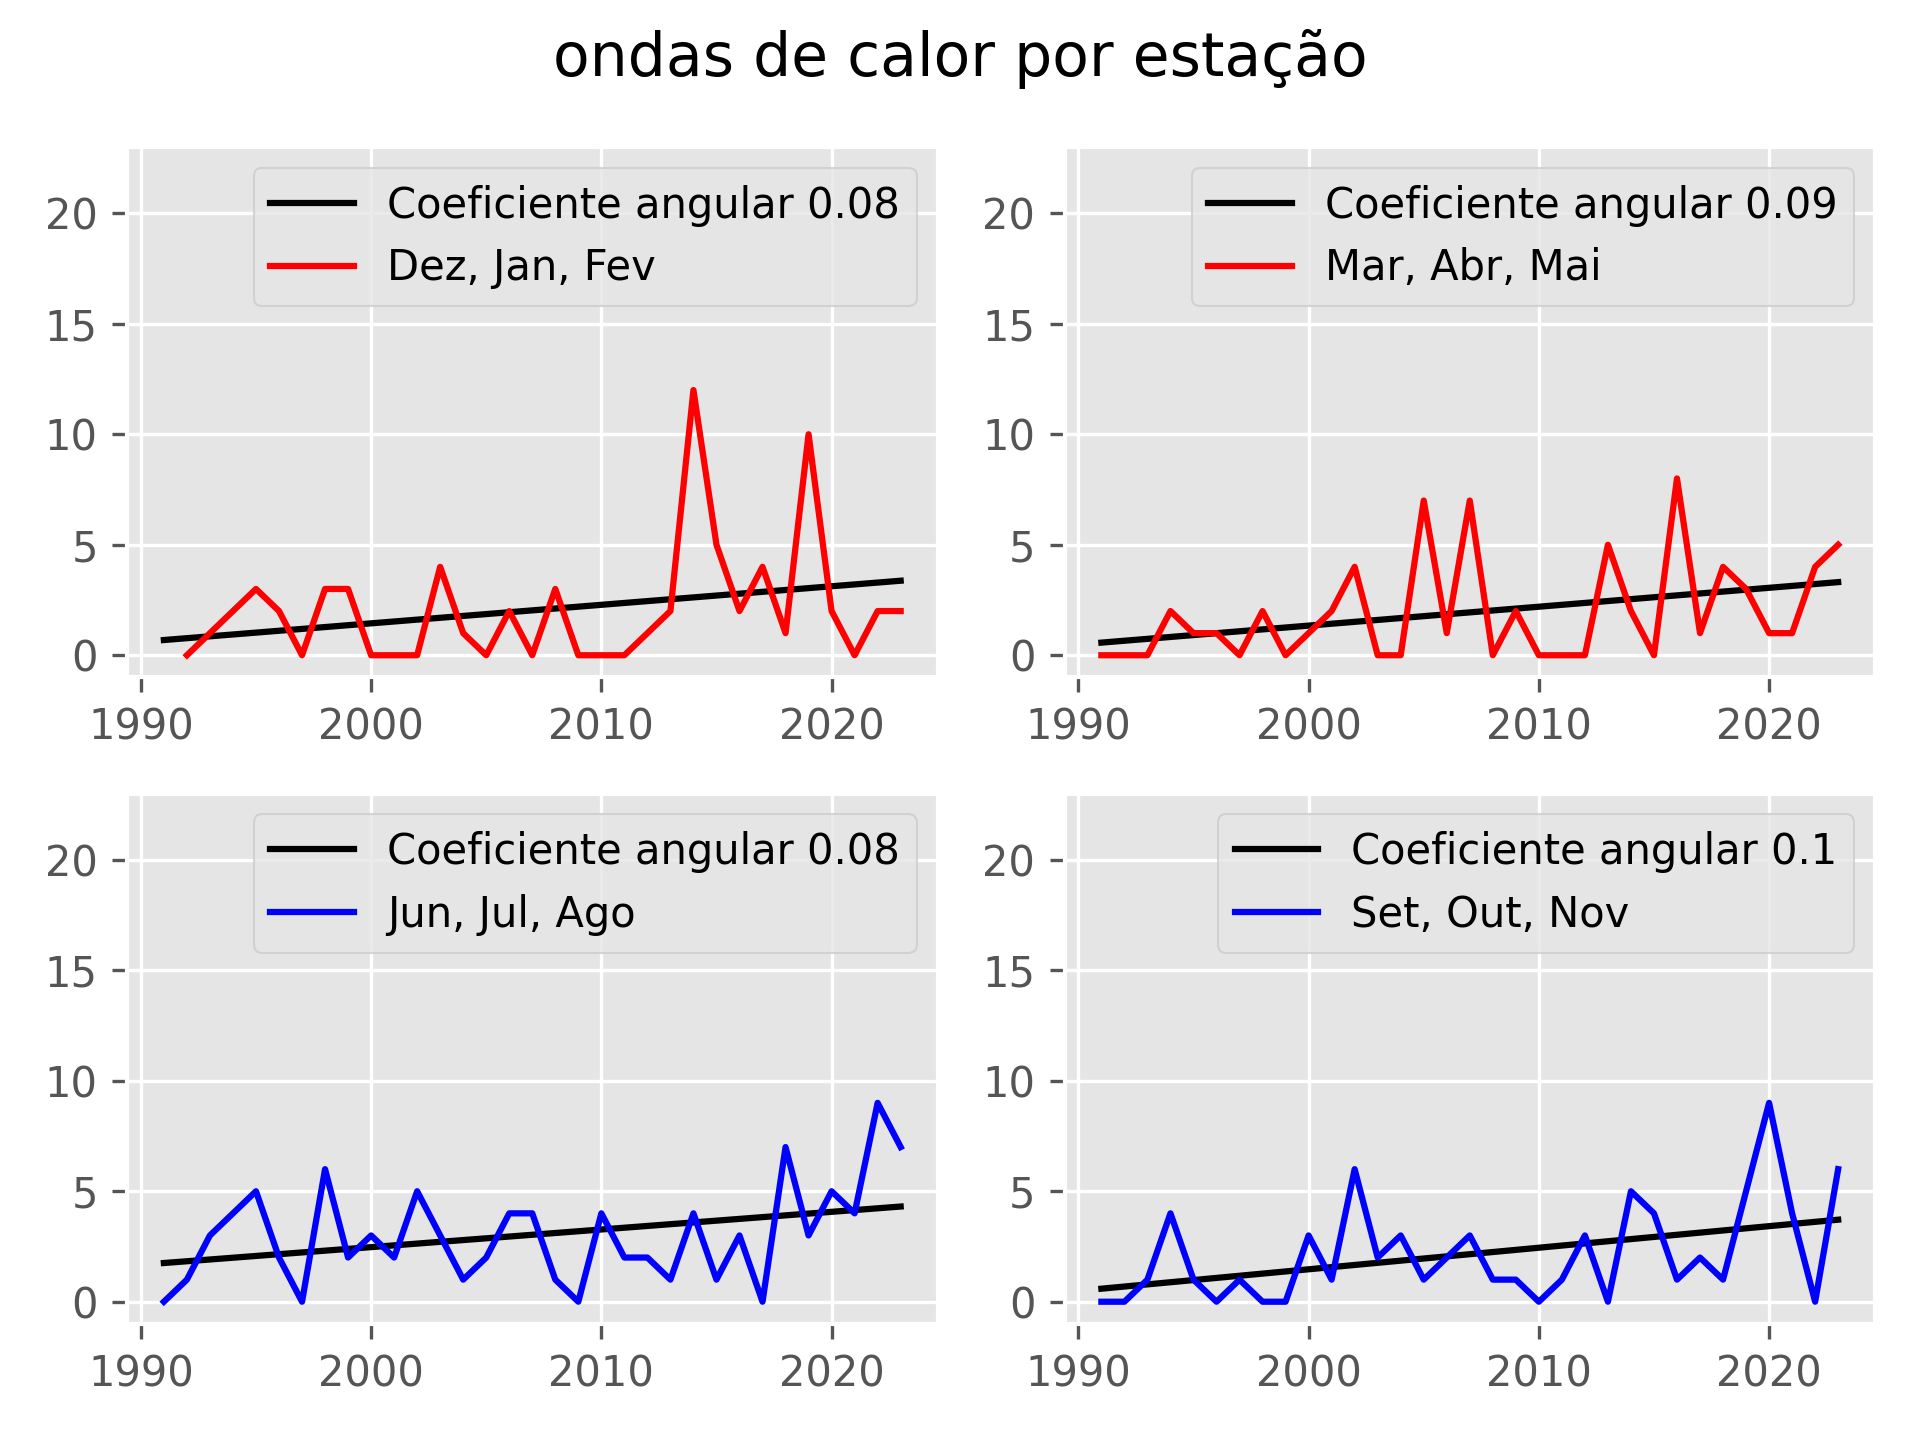 ondas de calor por estação
20
15
10
5
0
Coeficiente angular 0.08
Dez, Jan, Fev
1990 2000 2010 2020
20
15
10
5
0
Coeficiente angular 0.09
Mar, Abr, Mai
1990 2000 2010 2020
20
15
10
5
0
Coeficiente angular 0.08
Jun, Jul, Ago
1990 2000 2010 2020
20
15
10
5
0
Coeficiente angular 0.1
Set, Out, Nov
1990 2000 2010 2020